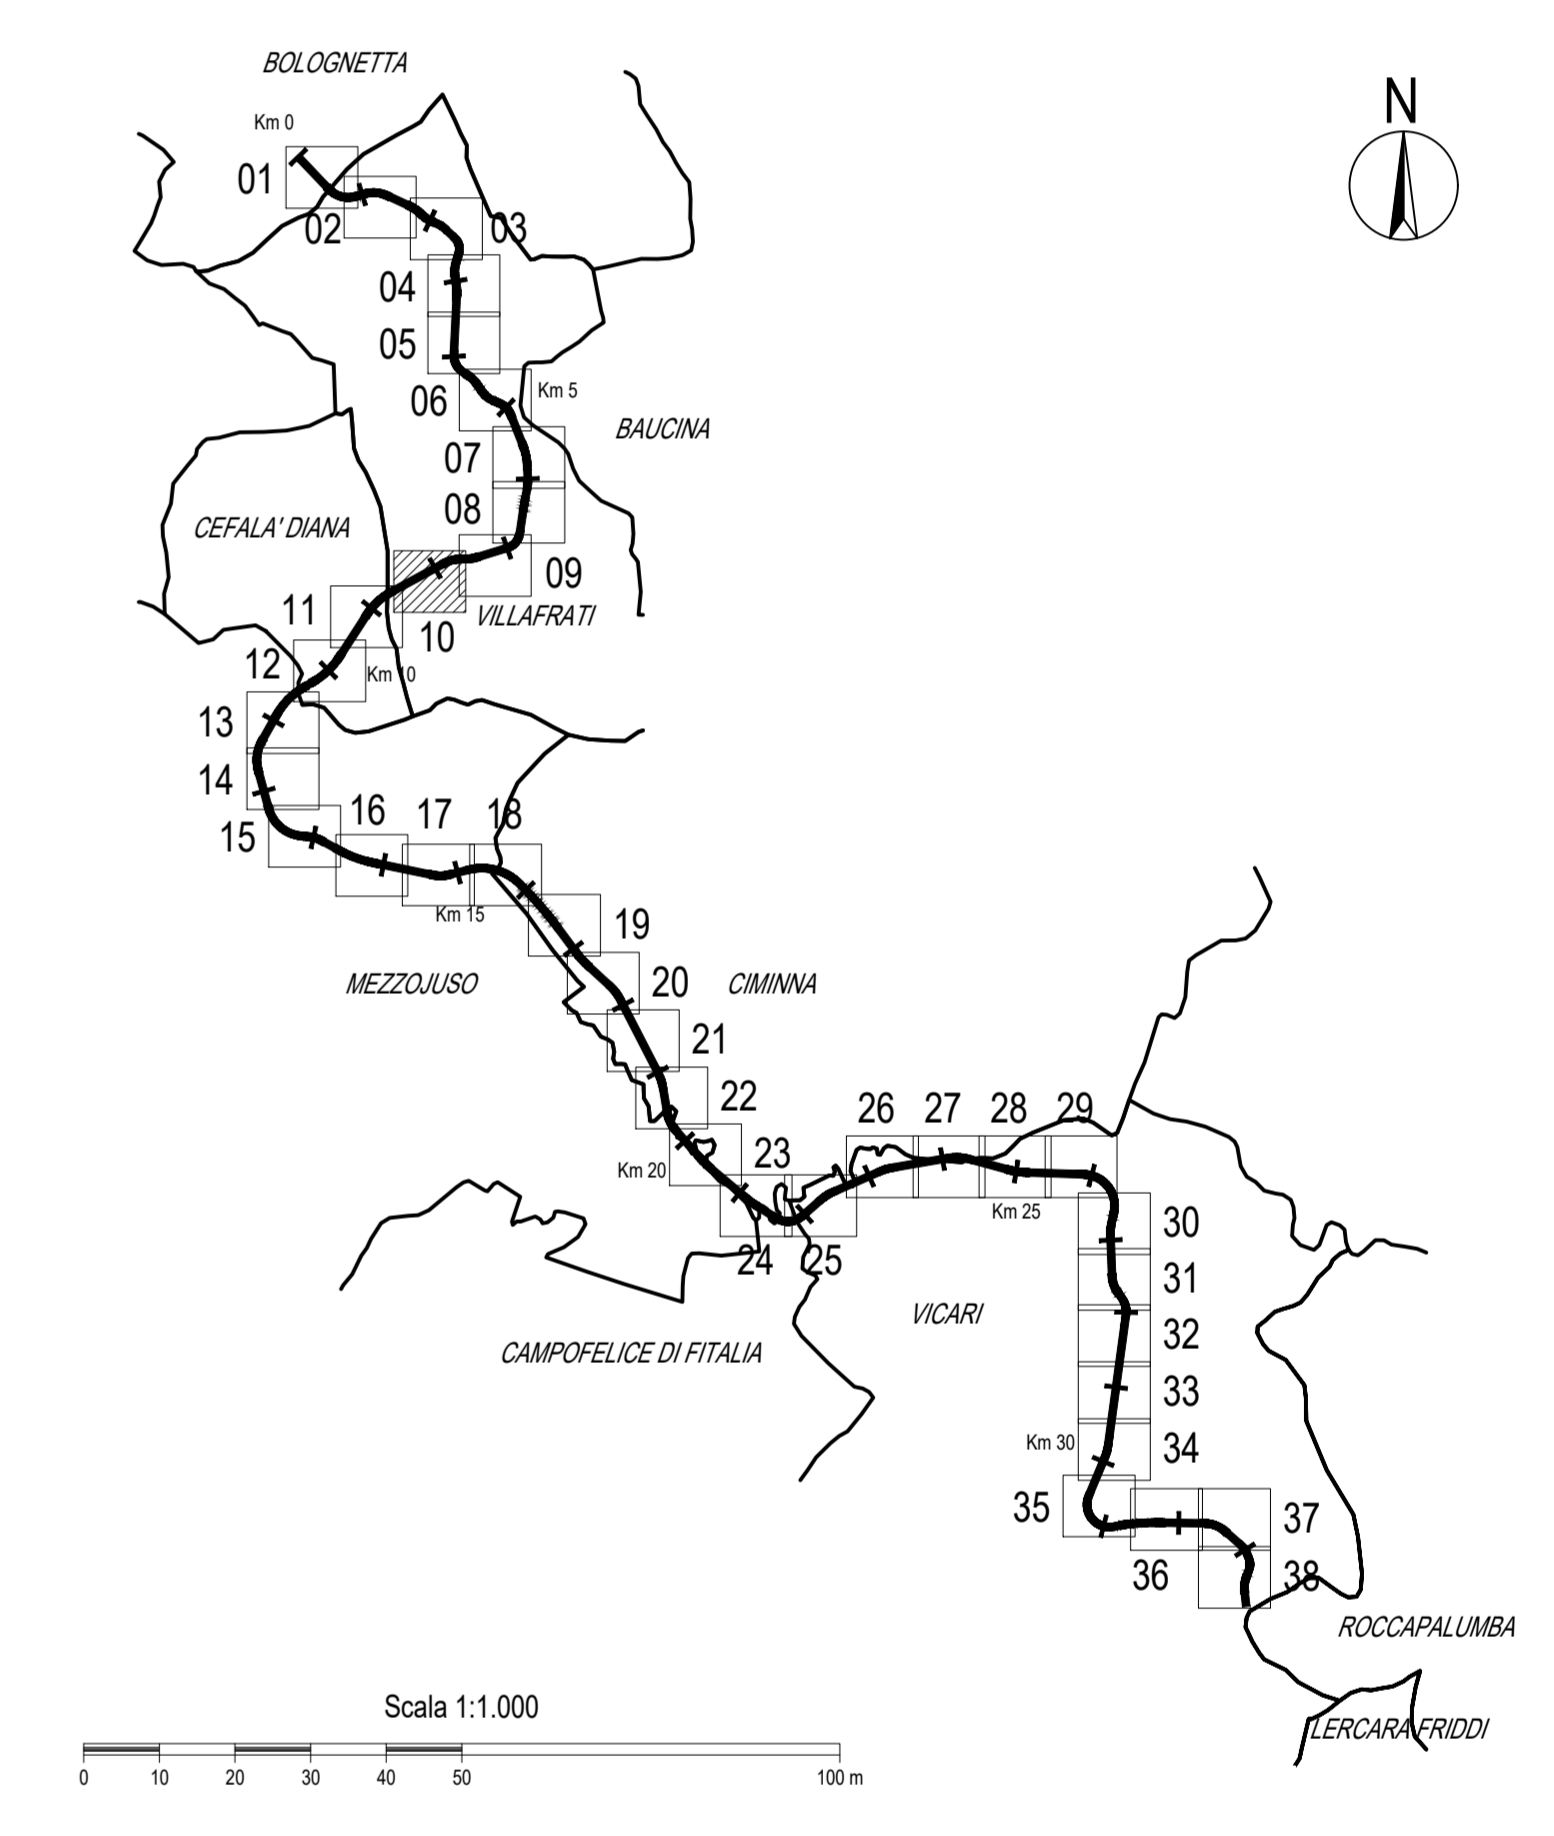 BOLOGNETTA
N
Km 0
01
02
03
04
05
06
Km 5
BAUCINA
07
08
CEFALA' DIANA
09
11
VILLAFRATI
10
12
Km 10
13
14
15
16
17
18
Km 15
19
MEZZOJUSO
20
CIMINNA
21
22
26
27
28
29
23
Km 20
Km 25
30
24
25
31
VICARI
32
CAMPOFELICE DI FITALIA
33
Km 30
34
35
37
36
38
ROCCAPALUMBA
LERCARA FRIDDI
Scala 1:1.000
0 10 20 30 40 50 100 m